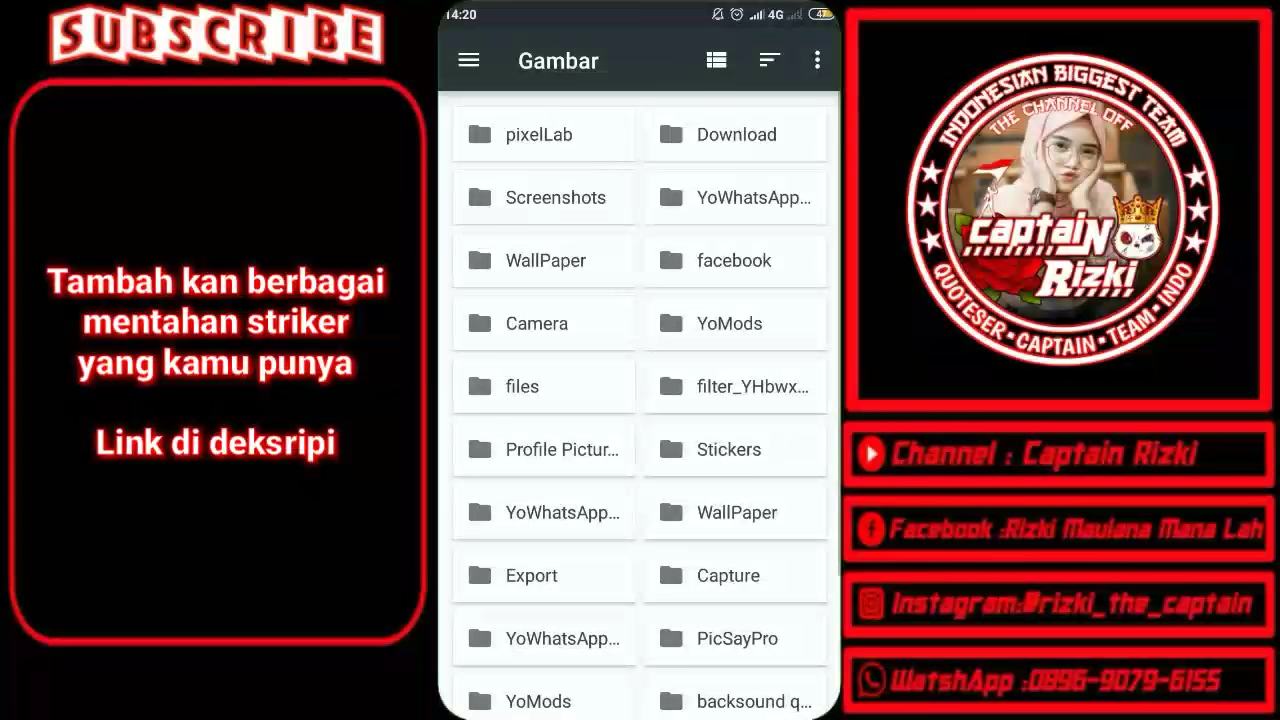 SUBSCRIBE
Tambah kan berbagai
mentahan striker
yang kamu punya
Link di deksripi
14:20
4G
47
Gambar
pixelLab
Download
Screenshots
YoWhatsApp...
WallPaper
facebook
Camera
YoMods
files
filter_YHbwx...
Profile Pictur...
Stickers
YoWhatsApp...
WallPaper
Export
Capture
YoWhatsApp...
PicSayPro
YoMods
backsound q...
INDONESIAN BIGGEST TEAM
THE CHANNEL OFF
CAPTAIN
RIZKI
QUOTESER • CAPTAIN • TEAM • INDO
Channel : Captain Rizki
Facebook :Rizki Maulana Mana Lah
Instagram:@rizki_the_captain
WatshApp :0896-9079-6155